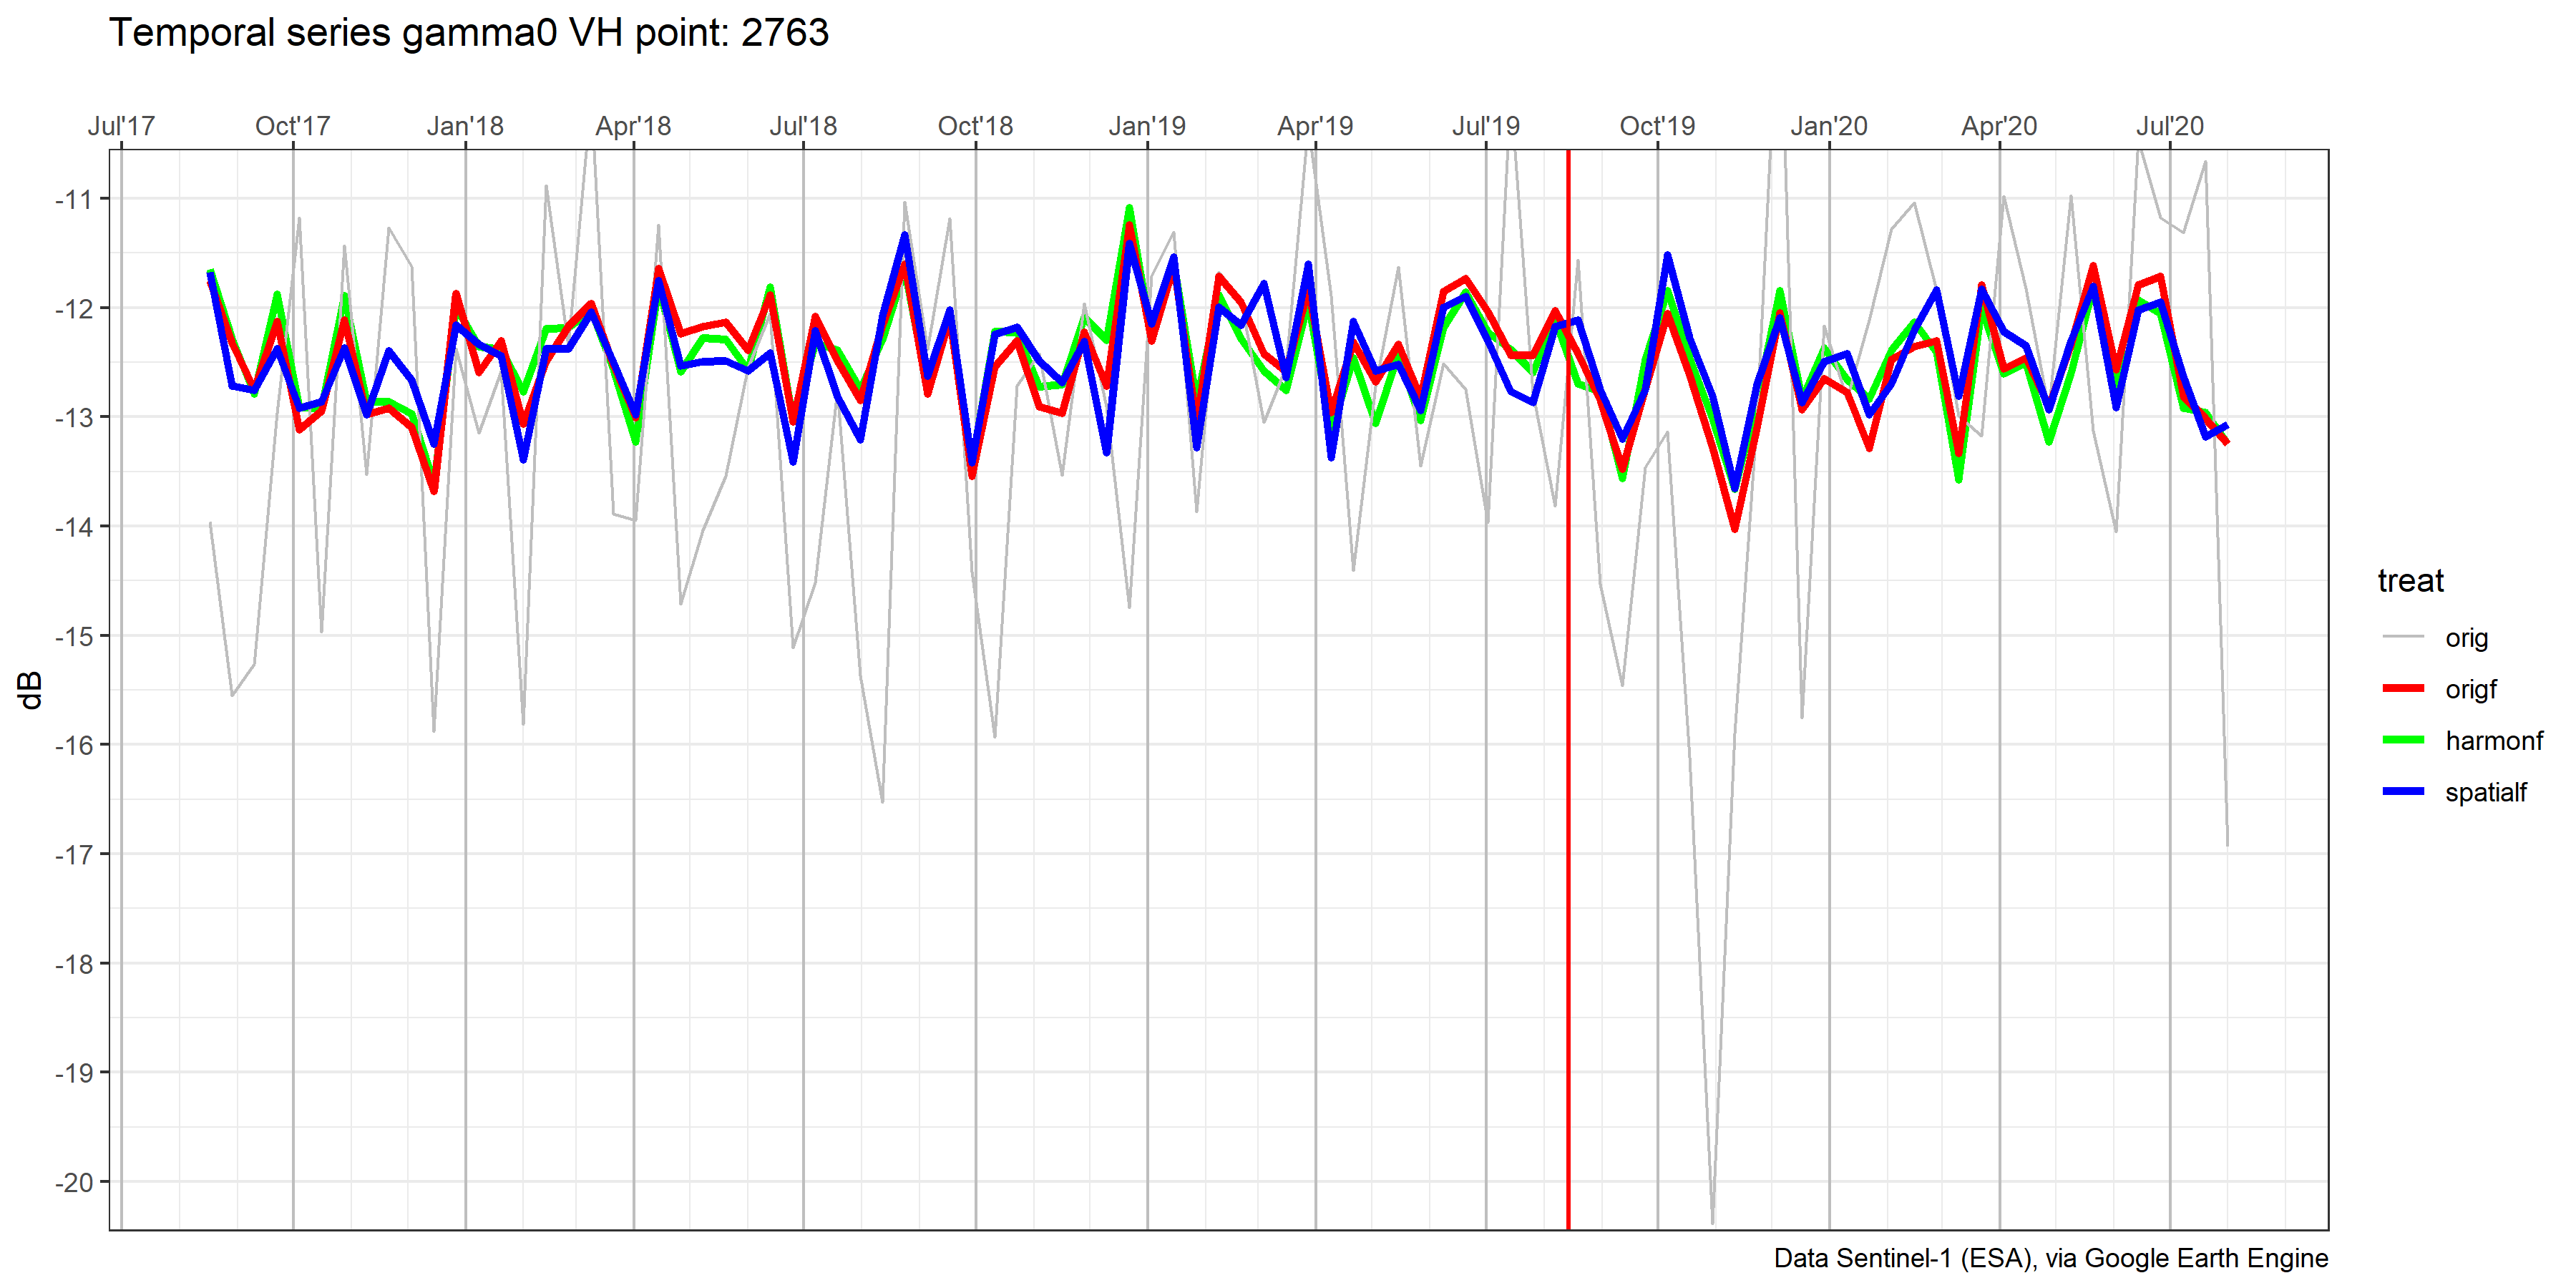 Temporal series gamma0 VH point: 2763
Jul'17 Oct'17 Jan'18 Apr'18 Jul'18 Oct'18 Jan'19 Apr'19 Jul'19 Oct'19 Jan'20 Apr'20 Jul'20
-11
-12
-13
-14
-15
-16
-17
-18
-19
-20
dB
treat
orig
origf
harmonf
spatialf
Data Sentinel-1 (ESA), via Google Earth Engine